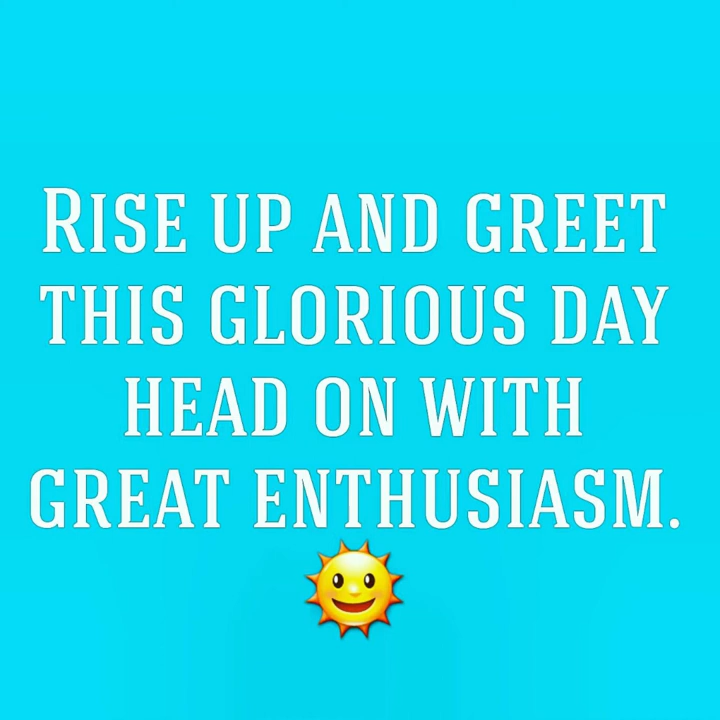 Rise up and greet
this glorious day
head on with
great enthusiasm.
🌞